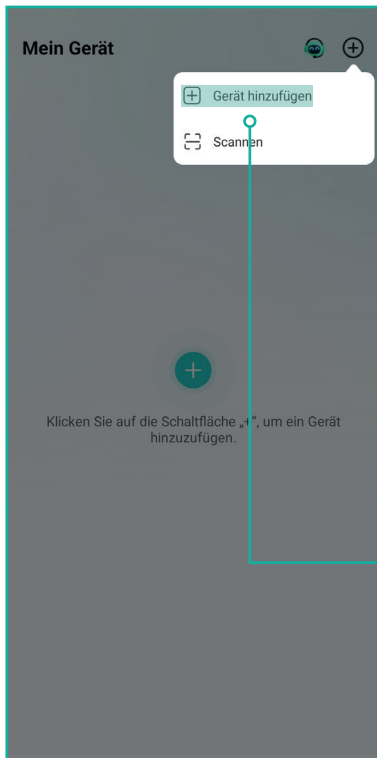 Mein Gerät
Gerät hinzufügen
Scannen
Klicken Sie auf die Schaltfläche „+“, um ein Gerät
hinzuzufügen.